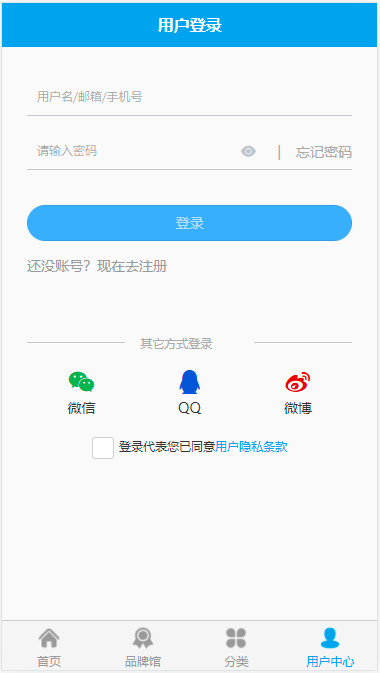 用户登录
用户名/邮箱/手机号
请输入密码 | 忘记密码
登录
还没账号？现在去注册
其它方式登录
微信 QQ 微博
登录代表您已同意用户隐私条款
首页 品牌馆 分类 用户中心